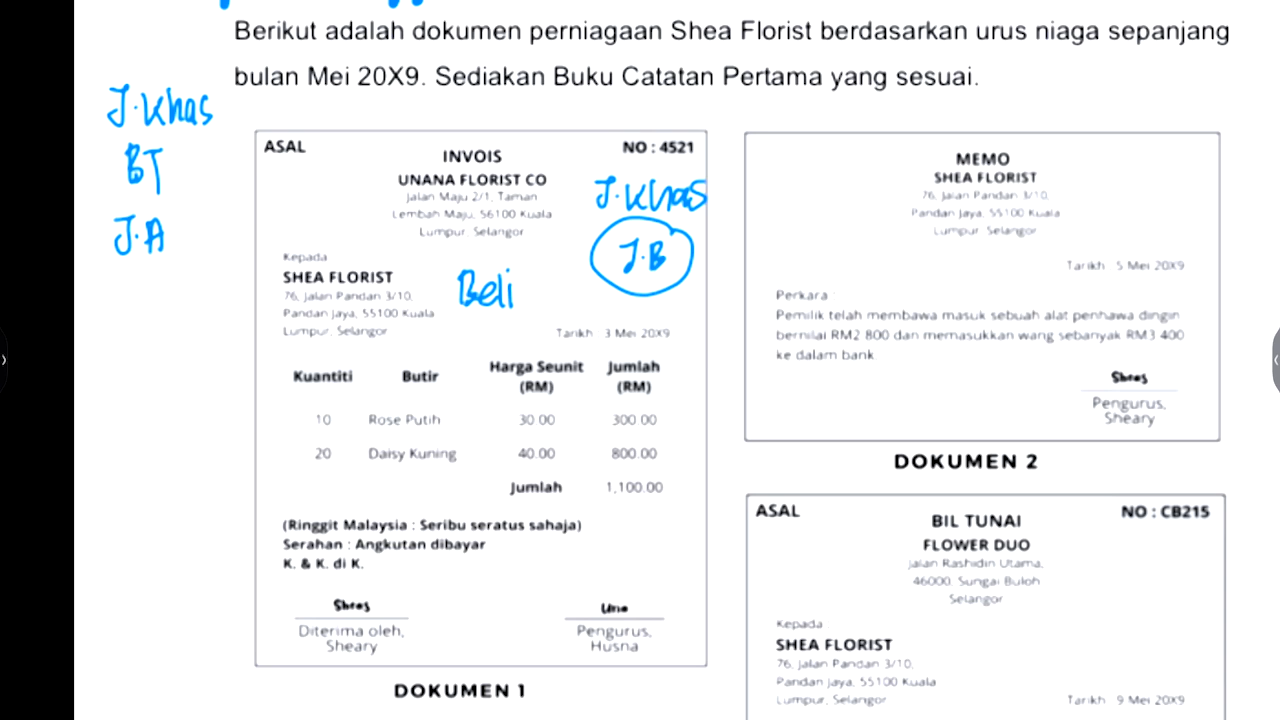 Berikut adalah dokumen perniagaan Shea Florist berdasarkan urus niaga sepanjang
bulan Mei 20X9. Sediakan Buku Catatan Pertama yang sesuai.
J.Khas
BT
J.A
ASAL
NO : 4521
INVOIS
UNANA FLORIST CO
Jalan Maju 2/1, Taman
Lembah Maju, 56100 Kuala
Lumpur, Selangor
J.Khas
J.B
Kepada
SHEA FLORIST
76, Jalan Pandan 3/10,
Pandan Jaya, 55100 Kuala
Lumpur, Selangor
Beli
Tarikh 3 Mei 20X9
Kuantiti Butir Harga Seunit (RM) Jumlah (RM)
10 Rose Putih 30.00 300.00
20 Daisy Kuning 40.00 800.00
Jumlah 1,100.00
(Ringgit Malaysia : Seribu seratus sahaja)
Serahan : Angkutan dibayar
K. & K. di K.
Shea
Diterima oleh,
Sheary
Una
Pengurus,
Husna
DOKUMEN 1
MEMO
SHEA FLORIST
76, Jalan Pandan 3/10,
Pandan Jaya, 55100 Kuala
Lumpur, Selangor
Tarikh 5 Mei 20X9
Perkara
Pemilik telah membawa masuk sebuah alat penhawa dingin
bernilai RM2 800 dan memasukkan wang sebanyak RM3 400
ke dalam bank
Pengurus,
Sheary
DOKUMEN 2
ASAL
NO : CB215
BIL TUNAI
FLOWER DUO
Jalan Rashidin Utama,
46000, Sungai Buloh
Selangor
Kepada
SHEA FLORIST
76, Jalan Pandan 3/10,
Pandan Jaya, 55100 Kuala
Lumpur, Selangor
Tarikh 9 Mei 20X9